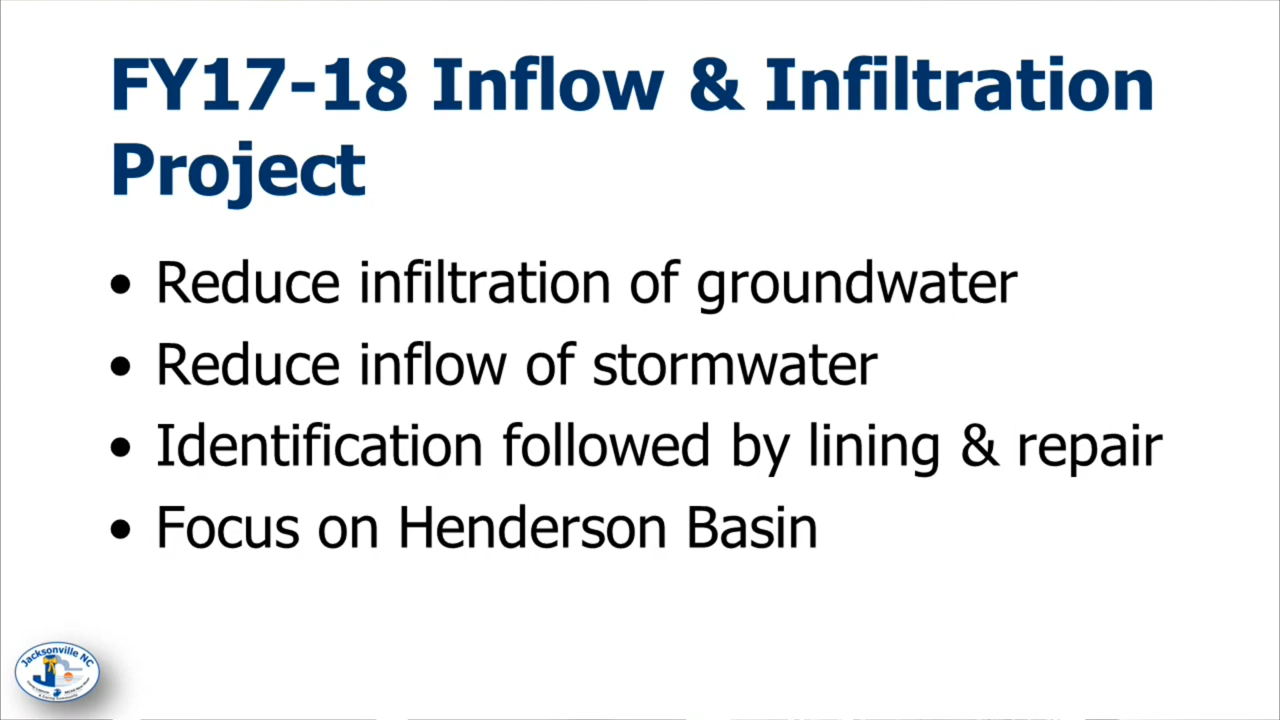 FY17-18 Inflow & Infiltration
Project
• Reduce infiltration of groundwater
• Reduce inflow of stormwater
• Identification followed by lining & repair
• Focus on Henderson Basin
Jacksonville NC